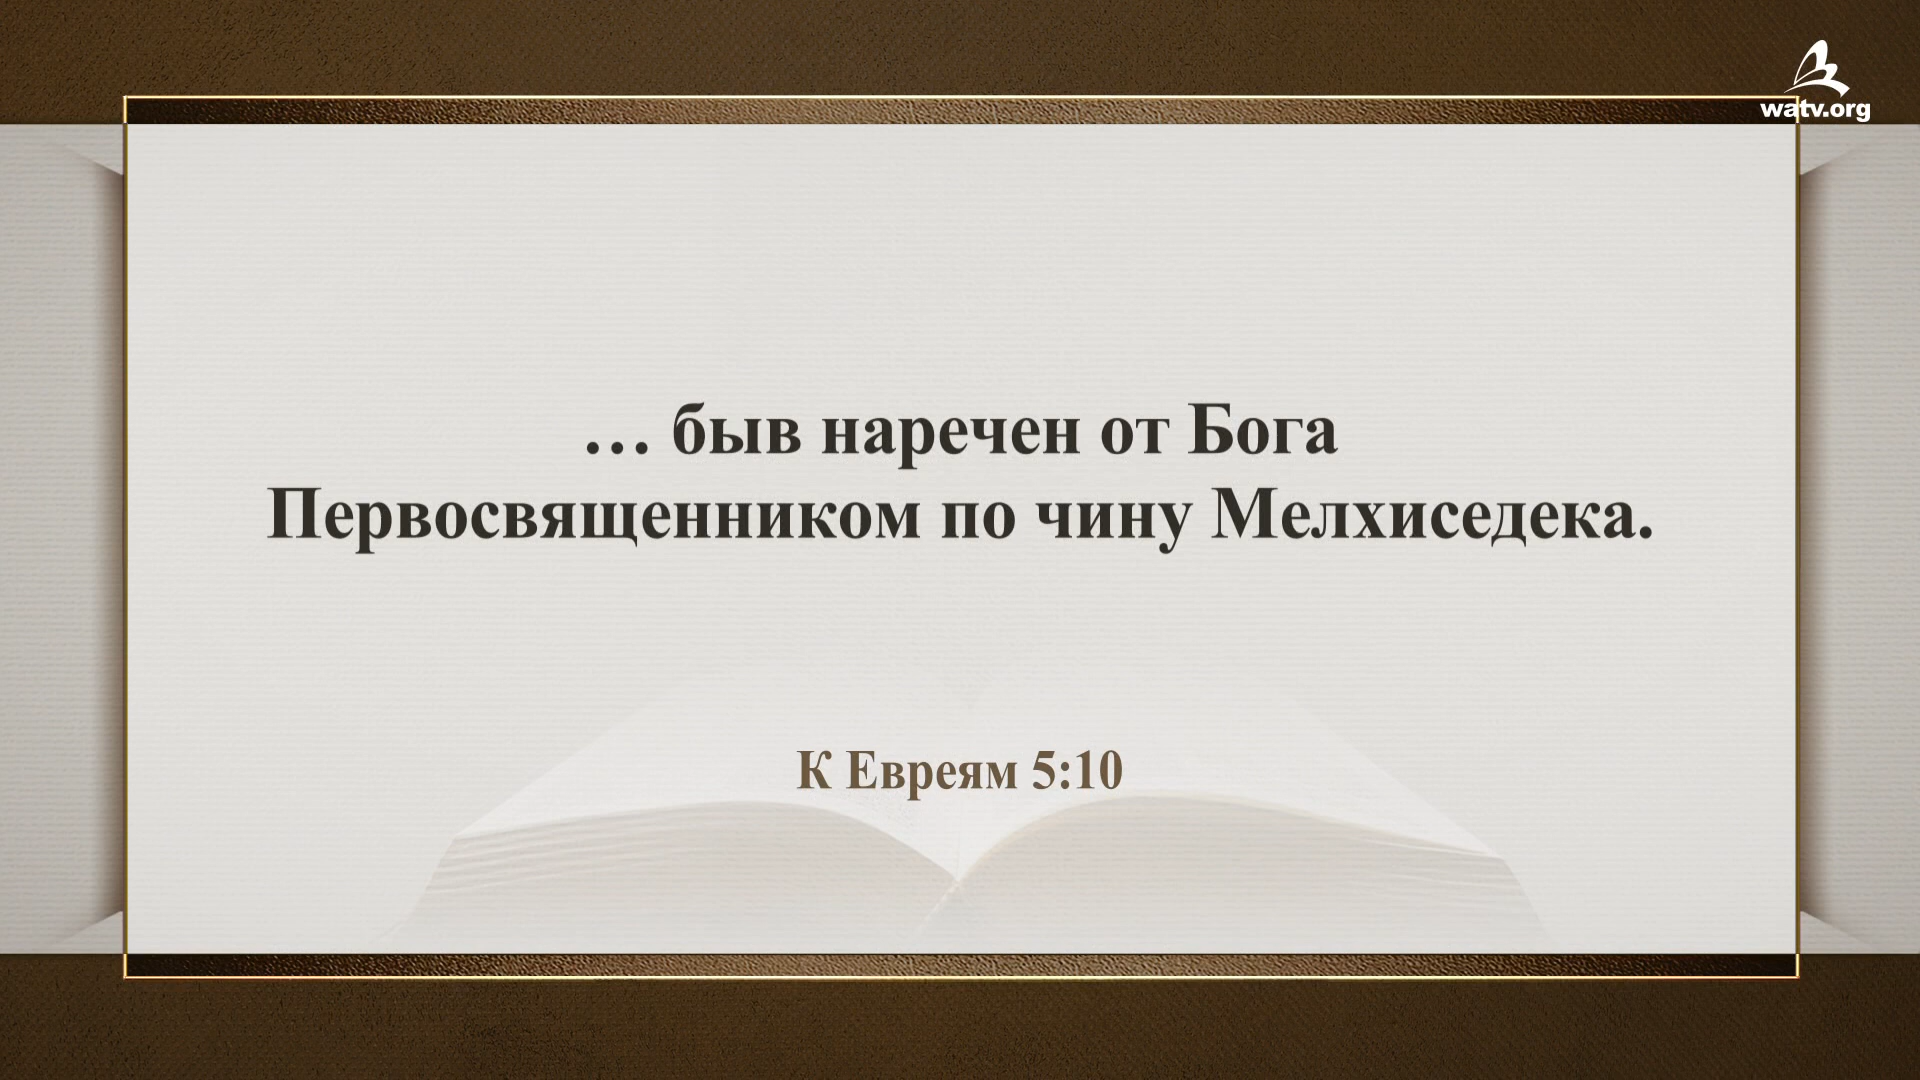 watv.org
… быв наречен от Бога
Первосвященником по чину Мелхиседека.
К Евреям 5:10